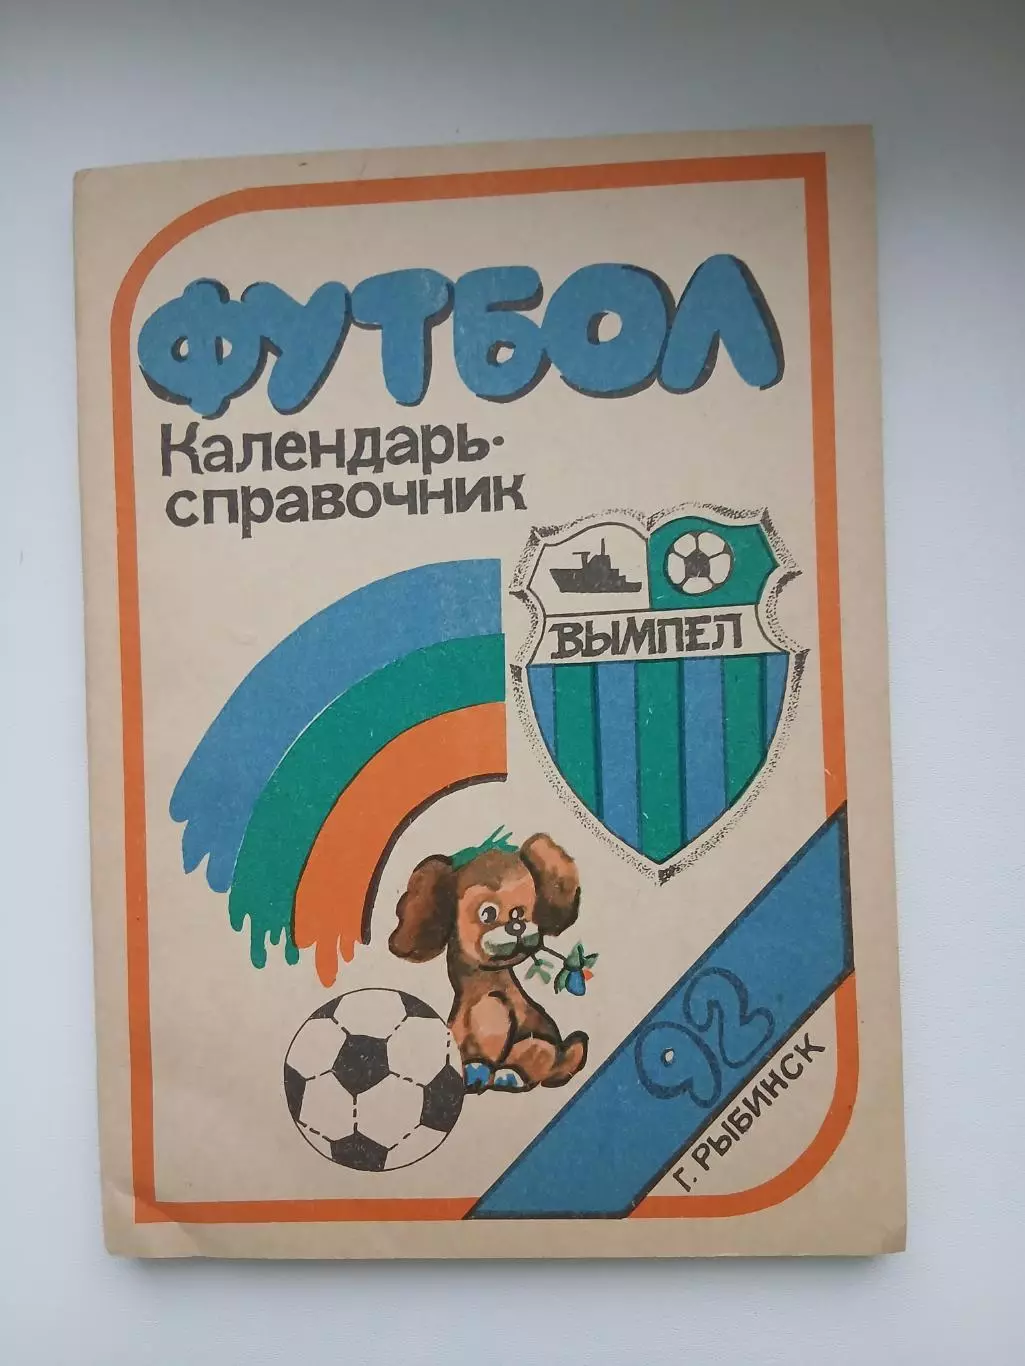 ФУТБОЛ
Календарь-
справочник
ВЫМПЕЛ
92
Г. РЫБИНСК